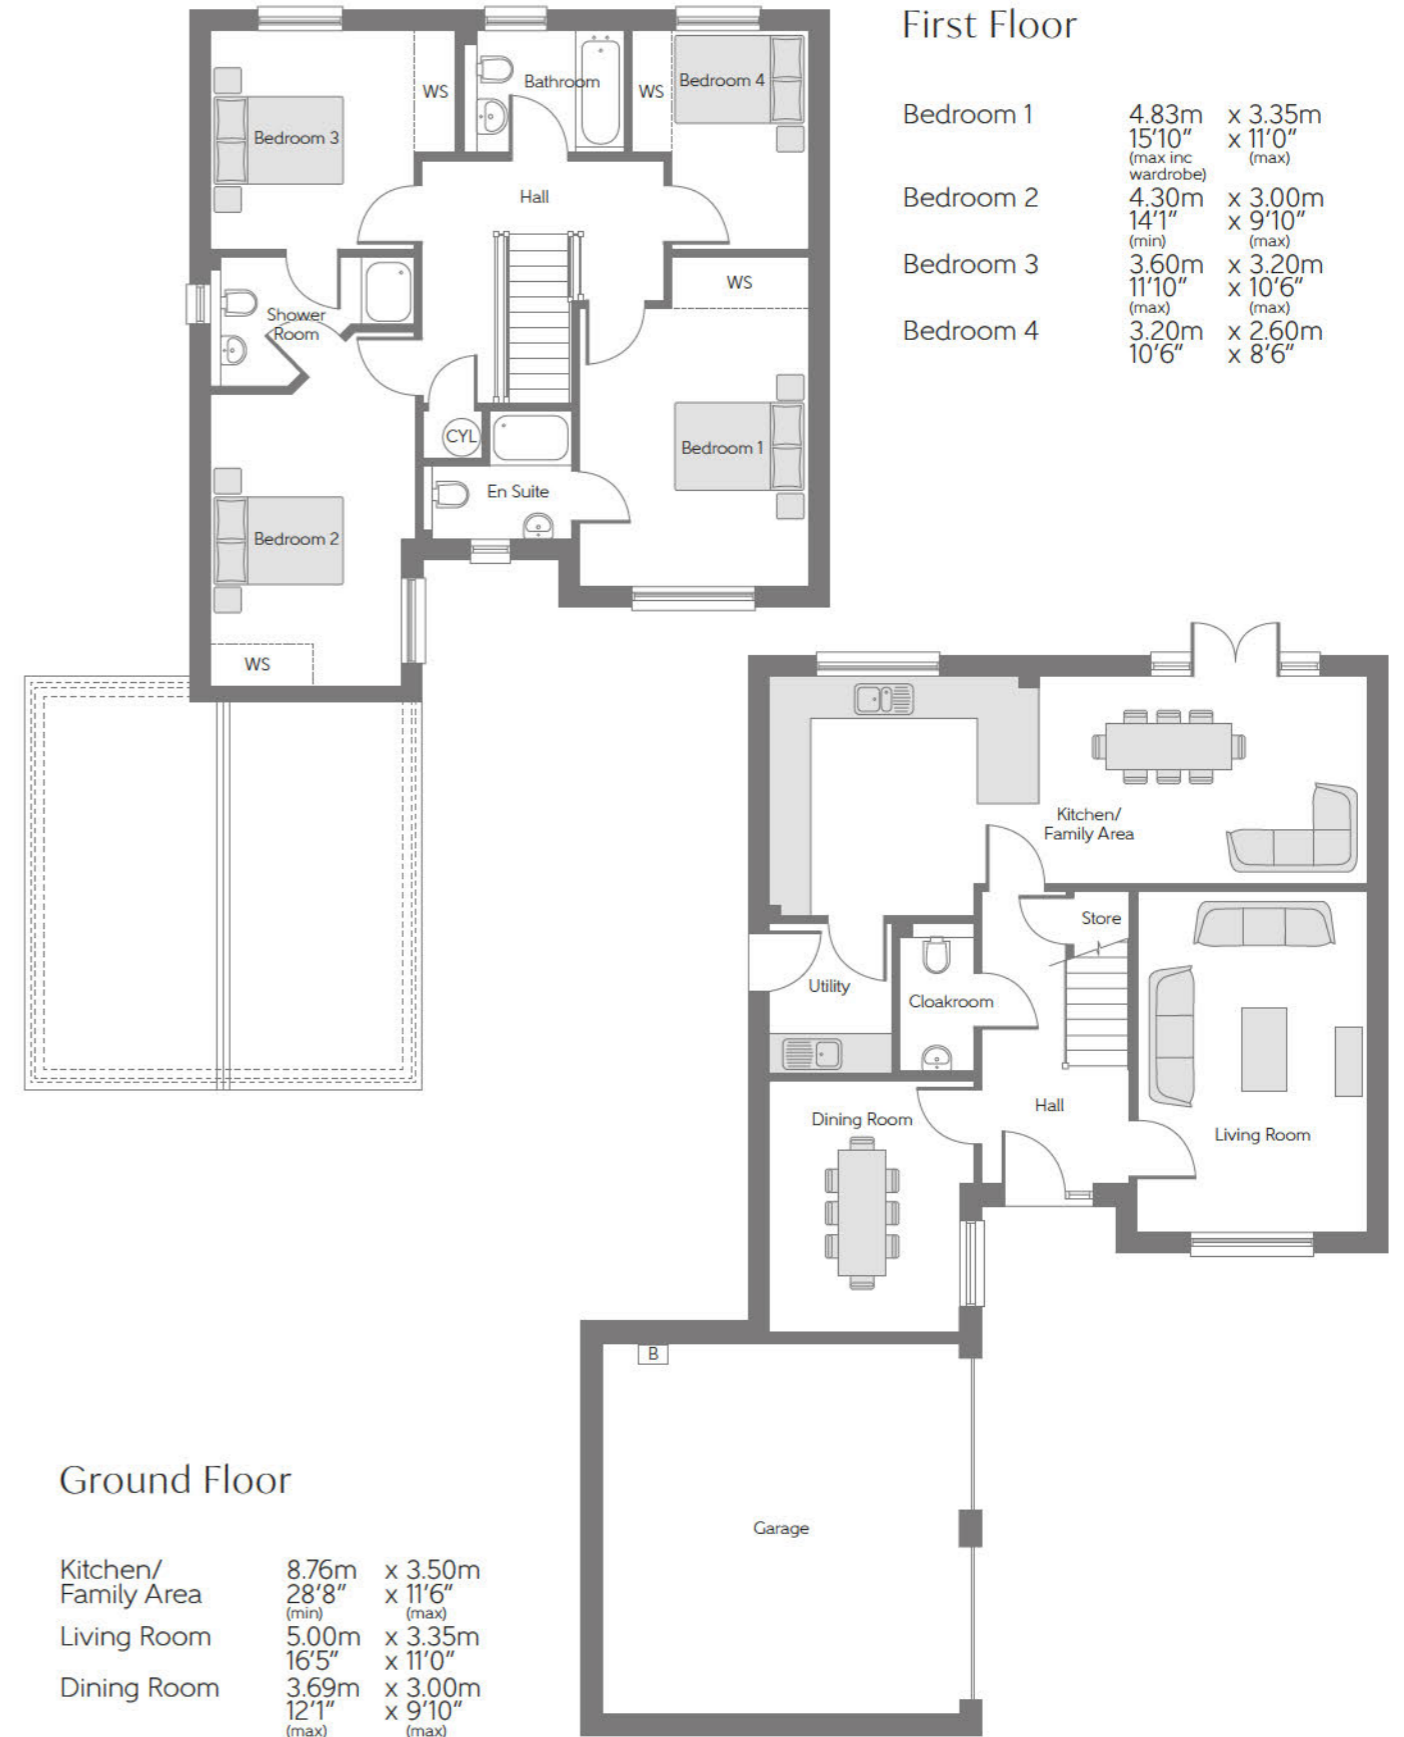 First Floor
Bedroom 1 4.83m x 3.35m
15'10" x 11'0"
(max inc (max)
wardrobe)
Bedroom 2 4.30m x 3.00m
14'1" x 9'10"
(min) (max)
Bedroom 3 3.60m x 3.20m
11'10" x 10'6"
(max) (max)
Bedroom 4 3.20m x 2.60m
10'6" x 8'6"
WS
Bathroom
WS
Bedroom 4
Bedroom 3
Hall
WS
Shower
Room
CYL
Bedroom 1
En Suite
Bedroom 2
WS
Kitchen/
Family Area
Store
Utility
Cloakroom
Hall
Dining Room
Living Room
B
Garage
Ground Floor
Kitchen/ 8.76m x 3.50m
Family Area 28'8" x 11'6"
(min) (max)
Living Room 5.00m x 3.35m
16'5" x 11'0"
Dining Room 3.69m x 3.00m
12'1" x 9'10"
(max) (max)